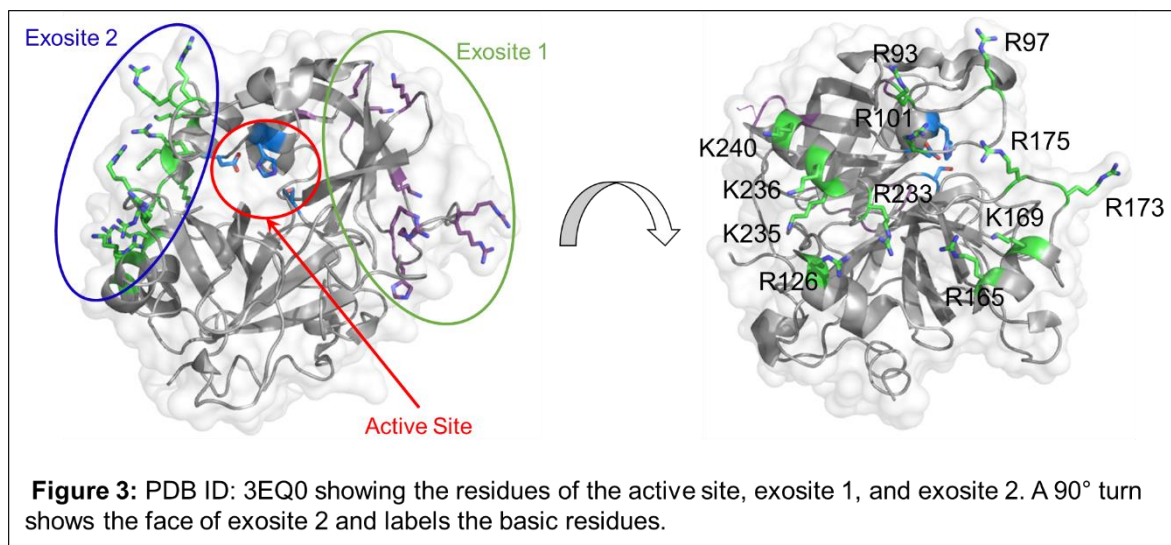 Exosite 2
Exosite 1
Active Site
R93
R97
R101
K240
R175
K236
R233
R173
K169
K235
R126
R165
Figure 3: PDB ID: 3EQ0 showing the residues of the active site, exosite 1, and exosite 2. A 90° turn
shows the face of exosite 2 and labels the basic residues.